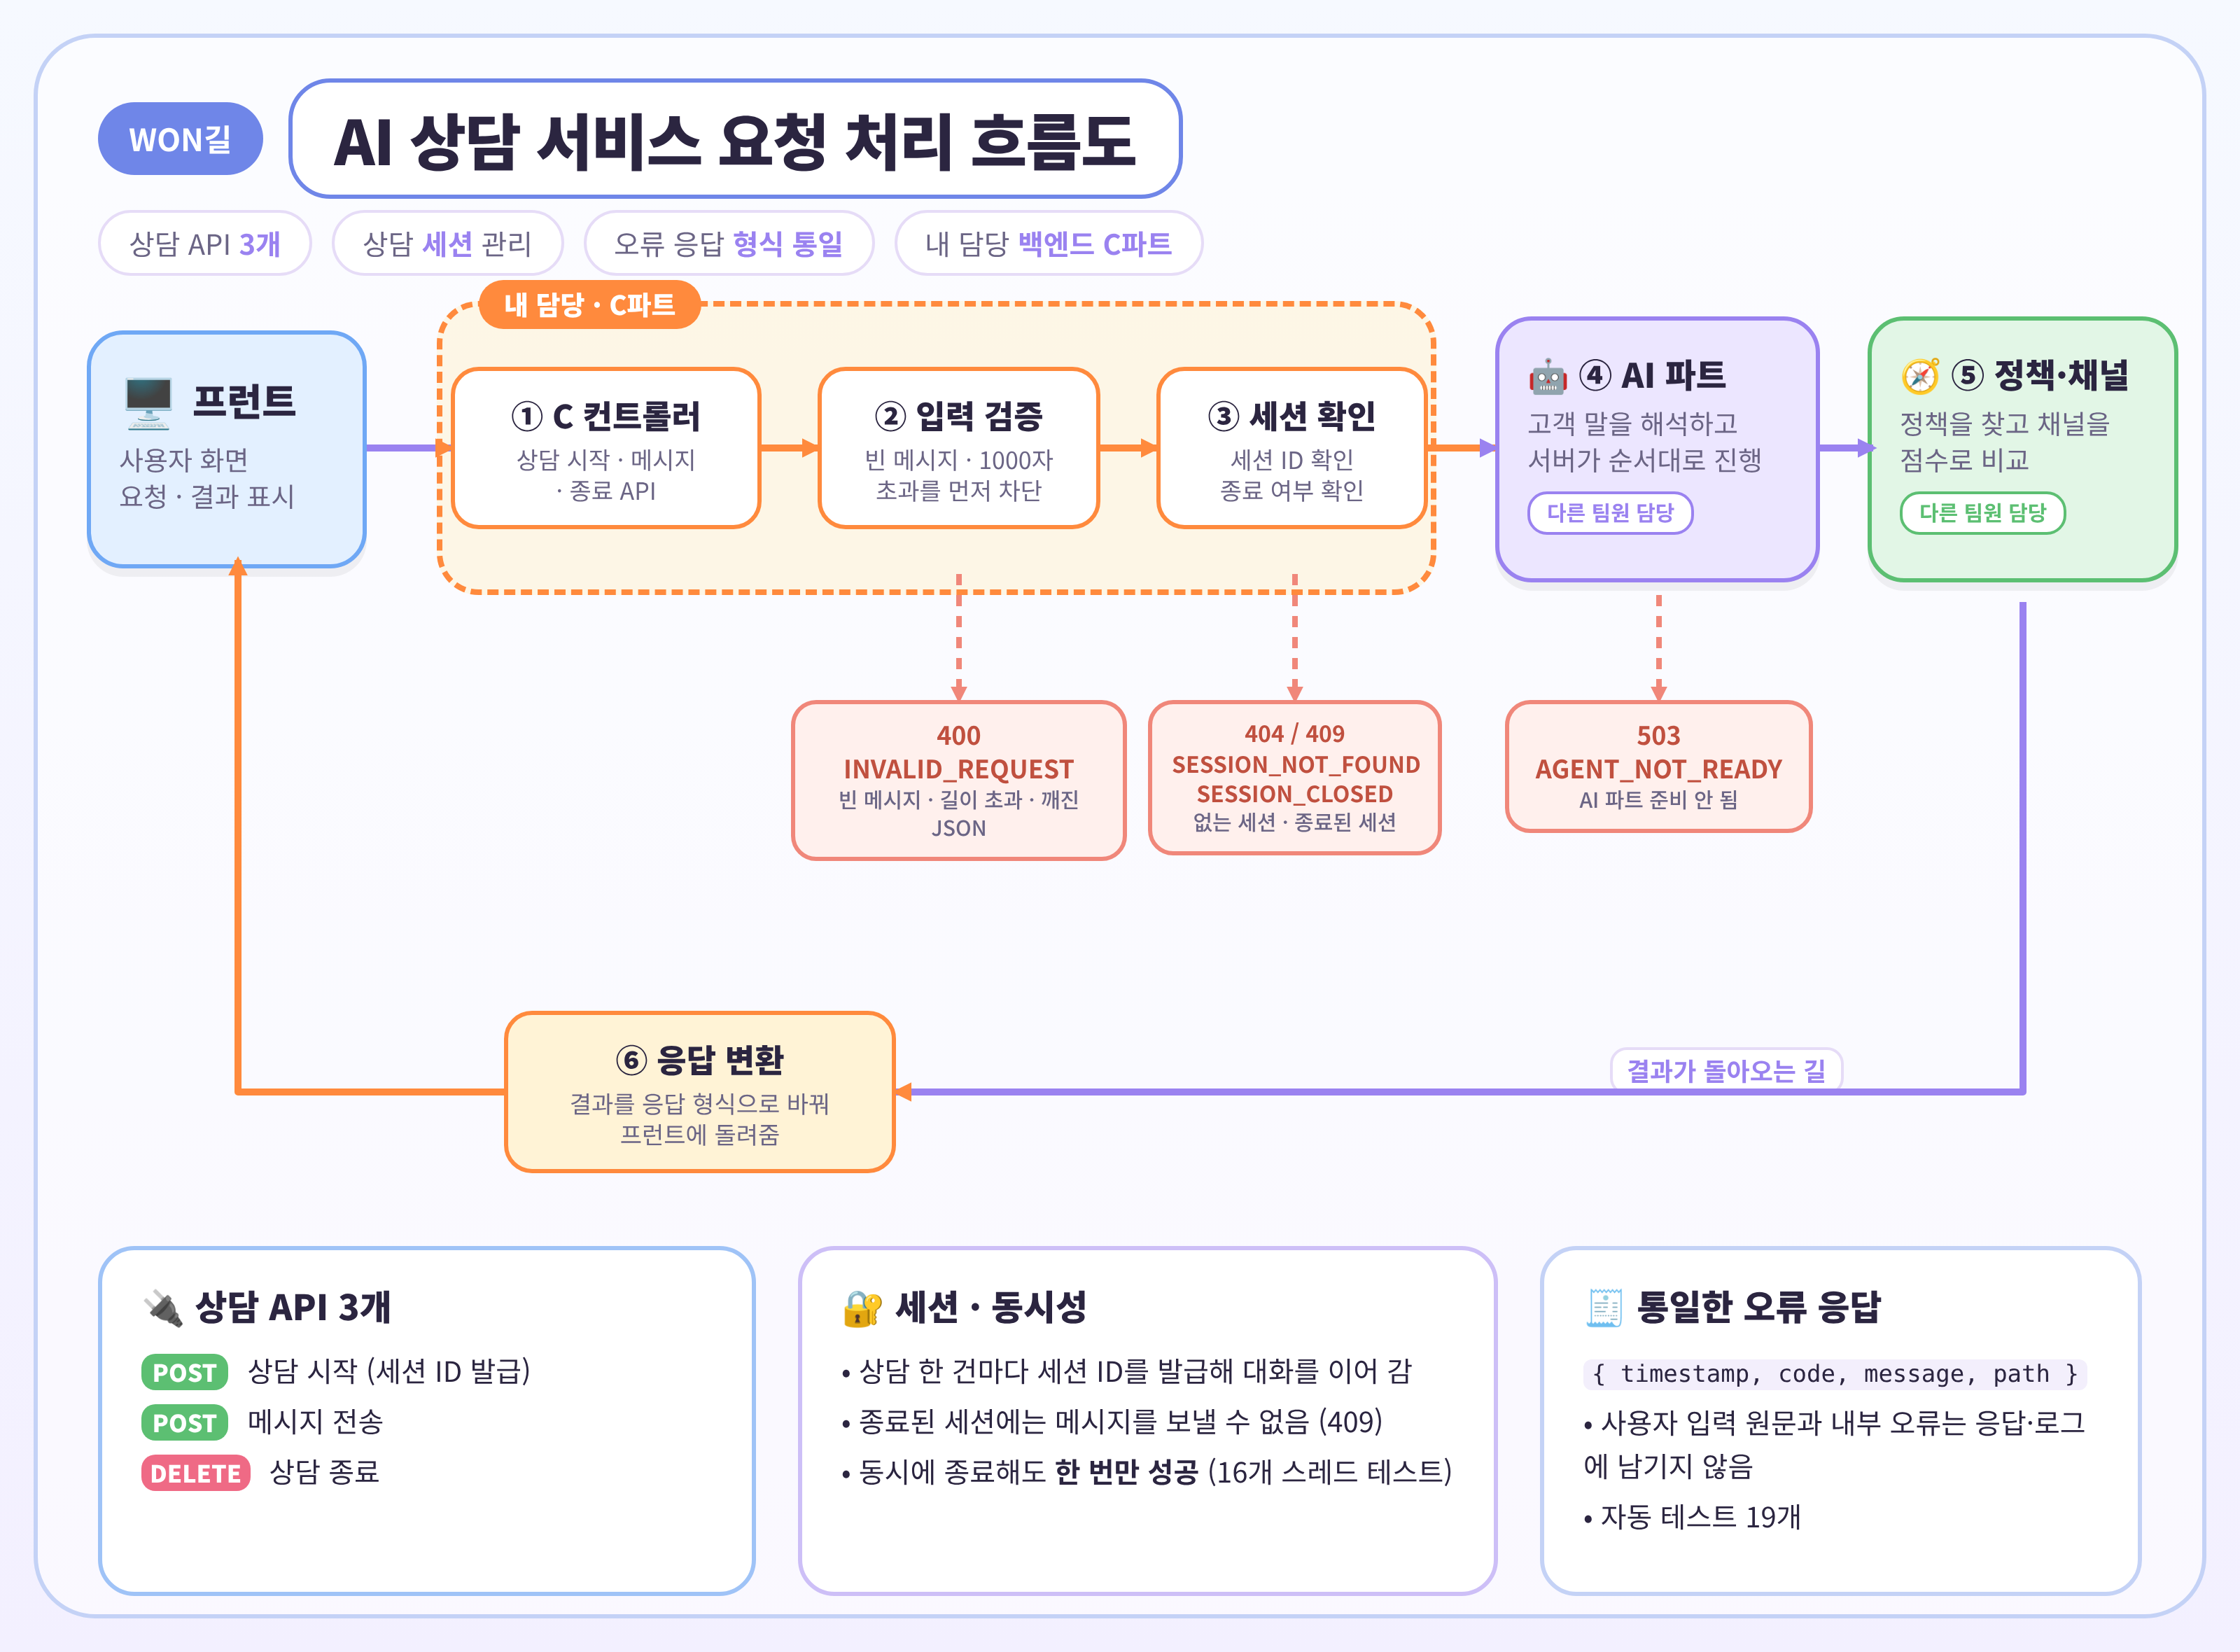 WON길
AI 상담 서비스 요청 처리 흐름도
상담 API 3개
상담 세션 관리
오류 응답 형식 통일
내 담당 백엔드 C파트
내 담당 · C파트
프런트
사용자 화면
요청 · 결과 표시
① C 컨트롤러
상담 시작 · 메시지
· 종료 API
② 입력 검증
빈 메시지 · 1000자
초과를 먼저 차단
③ 세션 확인
세션 ID 확인
종료 여부 확인
④ AI 파트
고객 말을 해석하고
서버가 순서대로 진행
다른 팀원 담당
⑤ 정책·채널
정책을 찾고 채널을
점수로 비교
다른 팀원 담당
400
INVALID_REQUEST
빈 메시지 · 길이 초과 · 깨진
JSON
404 / 409
SESSION_NOT_FOUND
SESSION_CLOSED
없는 세션 · 종료된 세션
503
AGENT_NOT_READY
AI 파트 준비 안 됨
⑥ 응답 변환
결과를 응답 형식으로 바꿔
프런트에 돌려줌
결과가 돌아오는 길
상담 API 3개
POST 상담 시작 (세션 ID 발급)
POST 메시지 전송
DELETE 상담 종료
세션 · 동시성
• 상담 한 건마다 세션 ID를 발급해 대화를 이어 감
• 종료된 세션에는 메시지를 보낼 수 없음 (409)
• 동시에 종료해도 한 번만 성공 (16개 스레드 테스트)
통일한 오류 응답
{ timestamp, code, message, path }
• 사용자 입력 원문과 내부 오류는 응답·로그
에 남기지 않음
• 자동 테스트 19개